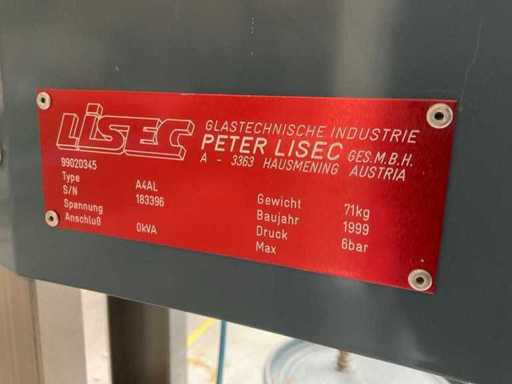 LiSEC
GLASTECHNISCHE INDUSTRIE
PETER LISEC GES.M.B.H.
A - 3363 HAUSMENING AUSTRIA
99020345
Type A4AL
S/N 183396
Spannung
Anschluß 0kVA
Gewicht 71kg
Baujahr 1999
Druck 6bar
Max